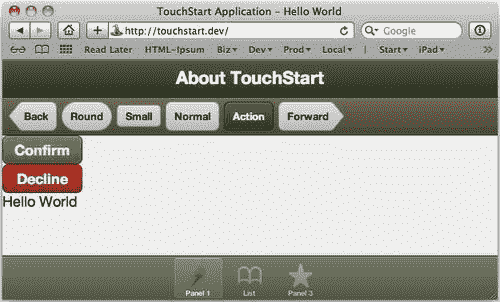 TouchStart Application – Hello World
http://touchstart.dev/
Google
Read Later HTML-Ipsum Biz Dev Prod Local Start iPad
About TouchStart
Back Round Small Normal Action Forward
Confirm
Decline
Hello World
Panel 1 List Panel 3